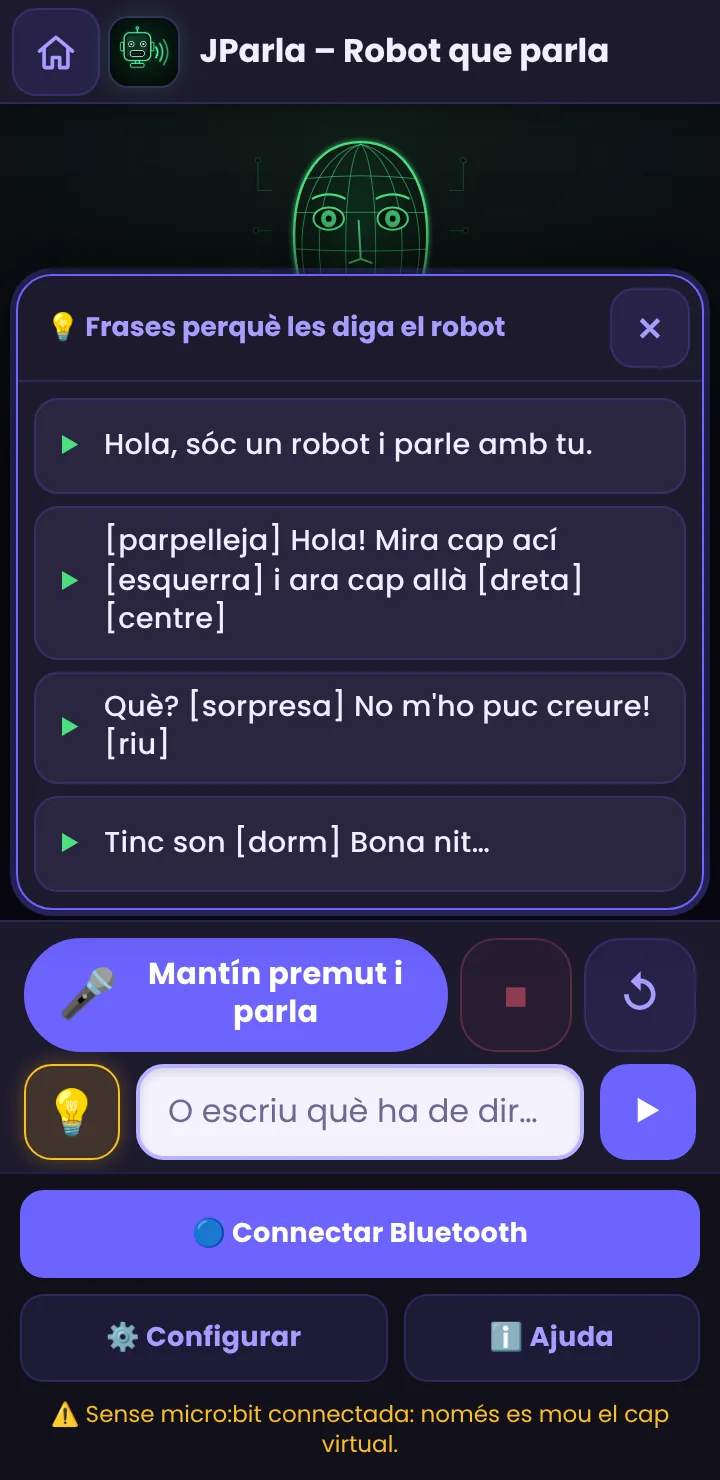 JParla – Robot que parla
💡 Frases perquè les diga el robot
Hola, sóc un robot i parle amb tu.
[parpelleja] Hola! Mira cap ací
[esquerra] i ara cap allà [dreta]
[centre]
Què? [sorpresa] No m'ho puc creure!
[riu]
Tinc son [dorm] Bona nit…
Mantín premut i
parla
O escriu què ha de dir…
Connectar Bluetooth
Configurar
Ajuda
⚠️ Sense micro:bit connectada: només es mou el cap
virtual.